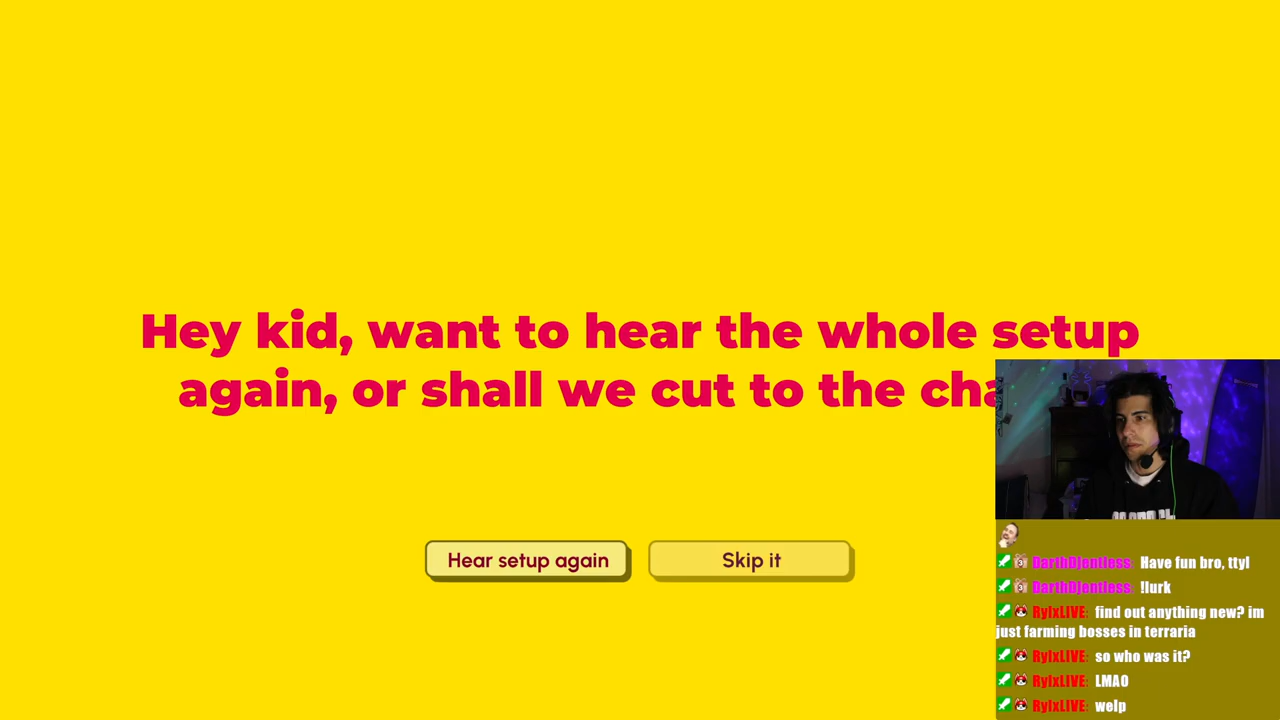 Hey kid, want to hear the whole setup
again, or shall we cut to the cha
Hear setup again
Skip it
DarthDjentless: Have fun bro, ttyl
DarthDjentless: !lurk
RylxLIVE: find out anything new? im
just farming bosses in terraria
RylxLIVE: so who was it?
RylxLIVE: LMAO
RylxLIVE: welp